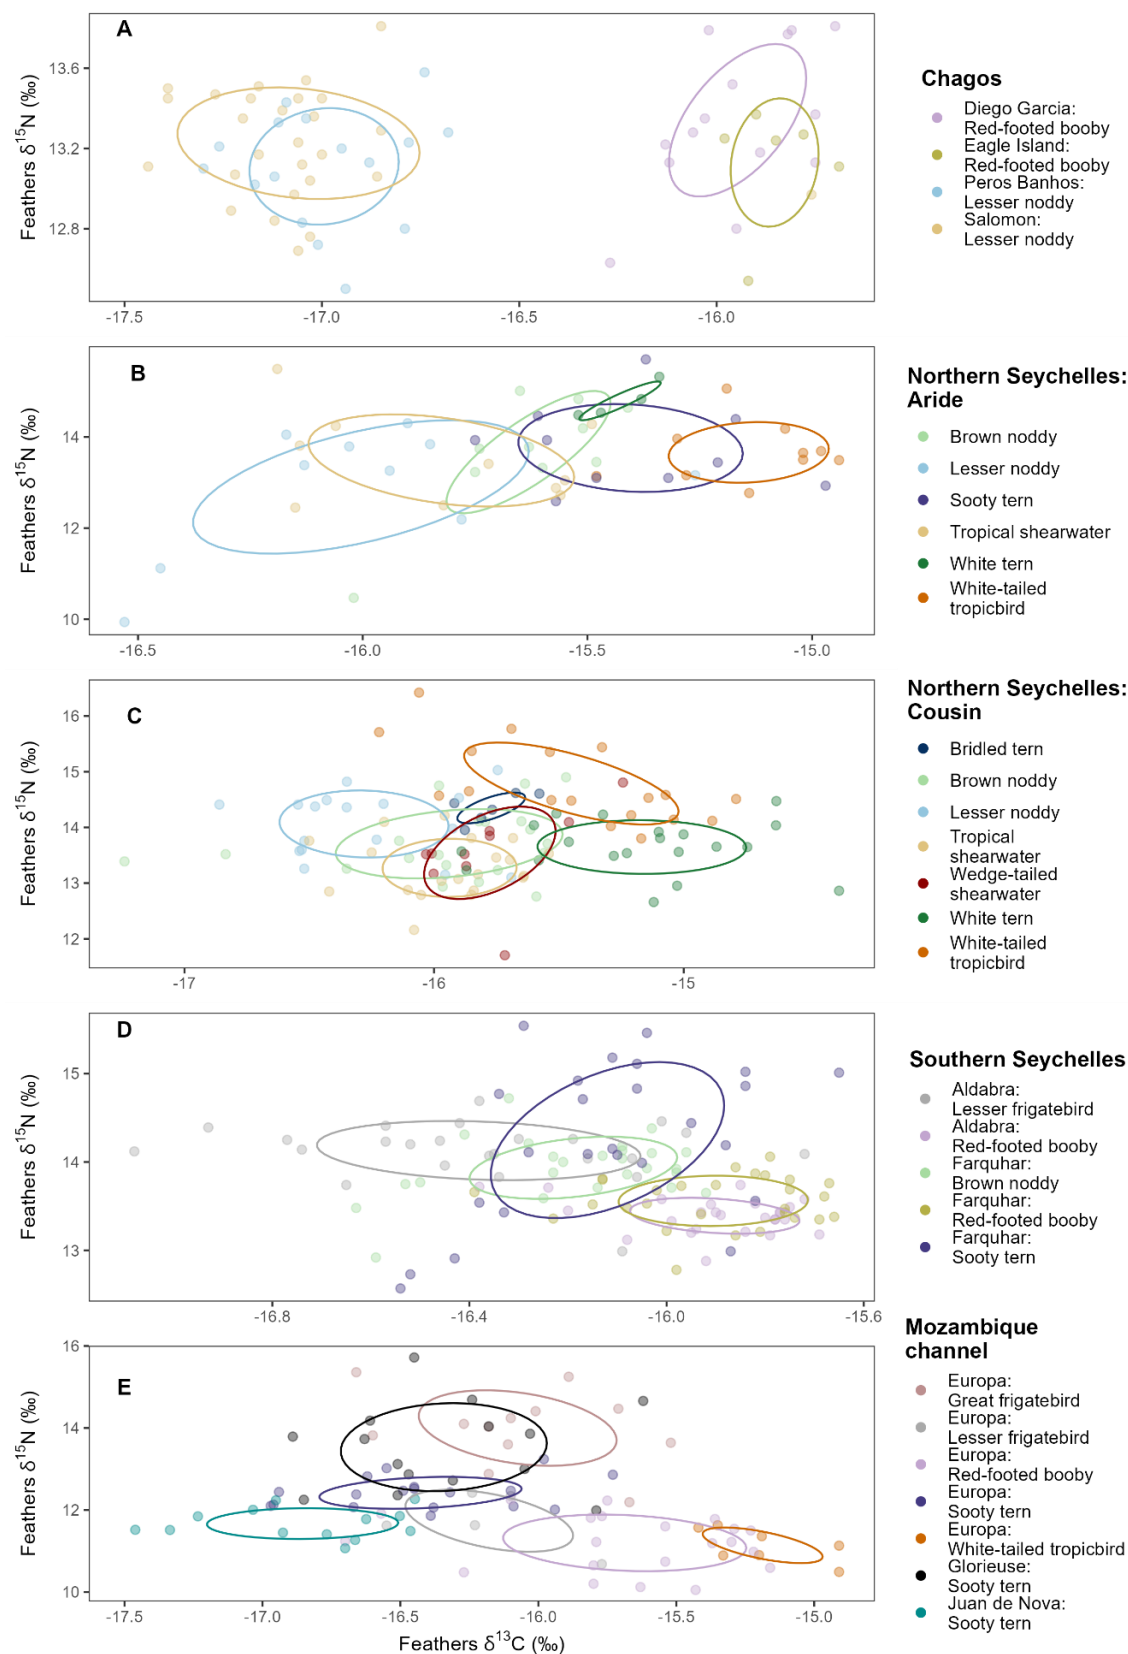 A
13.6
13.2
12.8
Feathers δ15N (‰)
-17.5 -17.0 -16.5 -16.0
Chagos
Diego Garcia:
Red-footed booby
Eagle Island:
Red-footed booby
Peros Banhos:
Lesser noddy
Salomon:
Lesser noddy
B
14
12
10
Feathers δ15N (‰)
-16.5 -16.0 -15.5 -15.0
Northern Seychelles:
Aride
Brown noddy
Lesser noddy
Sooty tern
Tropical shearwater
White tern
White-tailed
tropicbird
C
16
15
14
13
12
Feathers δ15N (‰)
-17 -16 -15
Northern Seychelles:
Cousin
Bridled tern
Brown noddy
Lesser noddy
Tropical
shearwater
Wedge-tailed
shearwater
White tern
White-tailed
tropicbird
D
15
14
13
Feathers δ15N (‰)
-16.8 -16.4 -16.0 -15.6
Southern Seychelles
Aldabra:
Lesser frigatebird
Aldabra:
Red-footed booby
Farquhar:
Brown noddy
Farquhar:
Red-footed booby
Farquhar:
Sooty tern
E
16
14
12
10
Feathers δ15N (‰)
-17.5 -17.0 -16.5 -16.0 -15.5 -15.0
Feathers δ13C (‰)
Mozambique
channel
Europa:
Great frigatebird
Europa:
Lesser frigatebird
Europa:
Red-footed booby
Europa:
Sooty tern
Europa:
White-tailed tropicbird
Glorieuse:
Sooty tern
Juan de Nova:
Sooty tern